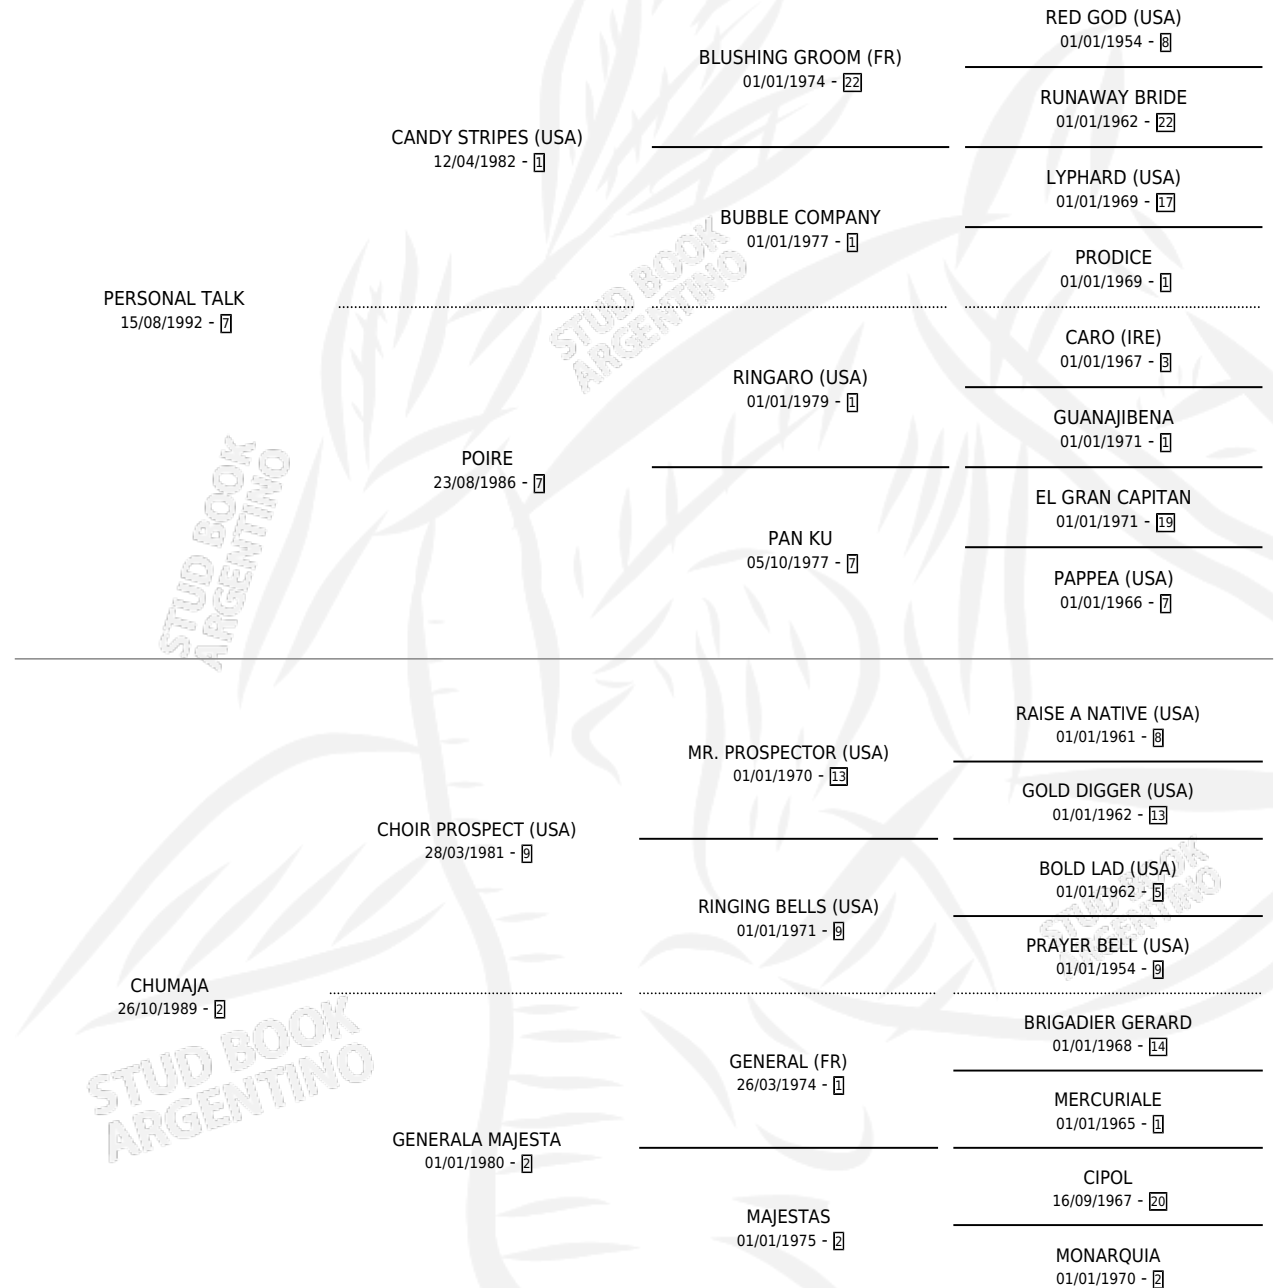 RED GOD (USA)
01/01/1954 - 8
BLUSHING GROOM (FR)
01/01/1974 - 22
RUNAWAY BRIDE
01/01/1962 - 22
CANDY STRIPES (USA)
12/04/1982 - 1
LYPHARD (USA)
01/01/1969 - 17
BUBBLE COMPANY
01/01/1977 - 1
PRODICE
01/01/1969 - 1
PERSONAL TALK
15/08/1992 - 7
CARO (IRE)
01/01/1967 - 3
RINGARO (USA)
01/01/1979 - 1
GUANAJIBENA
01/01/1971 - 1
POIRE
23/08/1986 - 7
EL GRAN CAPITAN
01/01/1971 - 19
PAN KU
05/10/1977 - 7
PAPPEA (USA)
01/01/1966 - 7
STUD BOOK
ARGENTINO
STUD BOOK
ARGENTINO
RAISE A NATIVE (USA)
01/01/1961 - 8
MR. PROSPECTOR (USA)
01/01/1970 - 13
GOLD DIGGER (USA)
01/01/1962 - 13
CHOIR PROSPECT (USA)
28/03/1981 - 9
BOLD LAD (USA)
01/01/1962 - 5
RINGING BELLS (USA)
01/01/1971 - 9
PRAYER BELL (USA)
01/01/1954 - 9
CHUMAJA
26/10/1989 - 2
BRIGADIER GERARD
01/01/1968 - 14
GENERAL (FR)
26/03/1974 - 1
MERCURIALE
01/01/1965 - 1
GENERALA MAJESTA
01/01/1980 - 2
CIPOL
16/09/1967 - 20
MAJESTAS
01/01/1975 - 2
MONARQUIA
01/01/1970 - 2
STUD BOOK
ARGENTINO
STUD BOOK
ARGENTINO